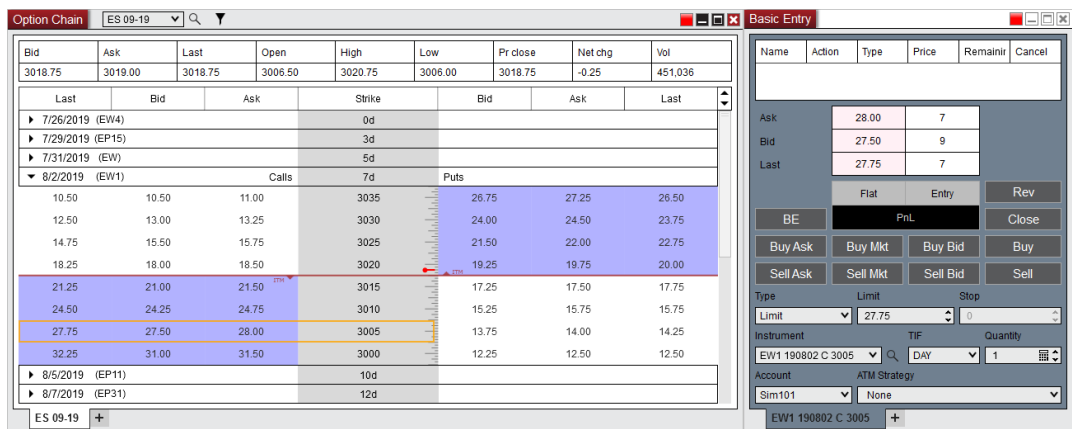 Option Chain ES 09-19
Bid Ask Last Open High Low Pr close Net chg Vol
3018.75 3019.00 3018.75 3006.50 3020.75 3006.00 3018.75 -0.25 451,036
Last Bid Ask Strike Bid Ask Last
7/26/2019 (EW4) 0d
7/29/2019 (EP15) 3d
7/31/2019 (EW) 5d
8/2/2019 (EW1) Calls 7d Puts
10.50 10.50 11.00 3035 26.75 27.25 26.50
12.50 13.00 13.25 3030 24.00 24.50 23.75
14.75 15.50 15.75 3025 21.50 22.00 22.75
18.25 18.00 18.50 3020 19.25 19.75 20.00
ITM ITM
21.25 21.00 21.50 3015 17.25 17.50 17.75
24.50 24.25 24.75 3010 15.25 15.75 15.75
27.75 27.50 28.00 3005 13.75 14.00 14.25
32.25 31.00 31.50 3000 12.25 12.50 12.50
8/5/2019 (EP11) 10d
8/7/2019 (EP31) 12d
ES 09-19 +
Basic Entry
Name Action Type Price Remainir Cancel
Ask 28.00 7
Bid 27.50 9
Last 27.75 7
Flat Entry Rev
BE PnL Close
Buy Ask Buy Mkt Buy Bid Buy
Sell Ask Sell Mkt Sell Bid Sell
Type Limit Stop
Limit 27.75 0
Instrument TIF Quantity
EW1 190802 C 3005 DAY 1
Account ATM Strategy
Sim101 None
EW1 190802 C 3005 +